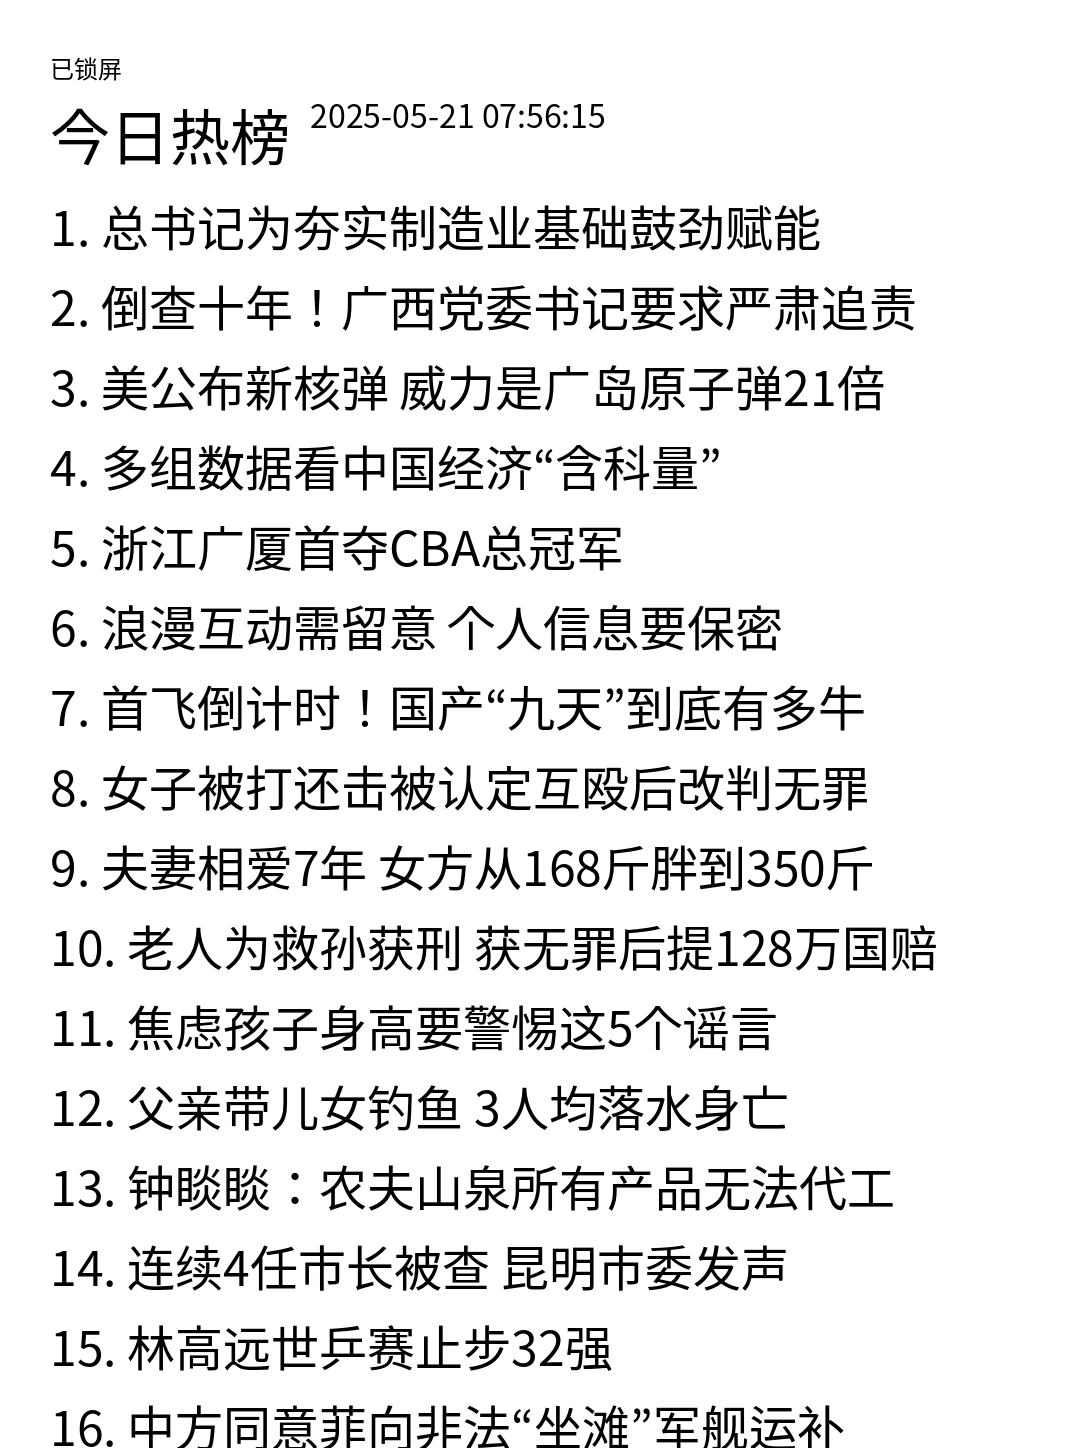 已锁屏
今日热榜 2025-05-21 07:56:15
1. 总书记为夯实制造业基础鼓劲赋能
2. 倒查十年！广西党委书记要求严肃追责
3. 美公布新核弹 威力是广岛原子弹21倍
4. 多组数据看中国经济“含科量”
5. 浙江广厦首夺CBA总冠军
6. 浪漫互动需留意 个人信息要保密
7. 首飞倒计时！国产“九天”到底有多牛
8. 女子被打还击被认定互殴后改判无罪
9. 夫妻相爱7年 女方从168斤胖到350斤
10. 老人为救孙获刑 获无罪后提128万国赔
11. 焦虑孩子身高要警惕这5个谣言
12. 父亲带儿女钓鱼 3人均落水身亡
13. 钟睒睒：农夫山泉所有产品无法代工
14. 连续4任市长被查 昆明市委发声
15. 林高远世乒赛止步32强
16. 中方同意菲向非法“坐滩”军舰运补